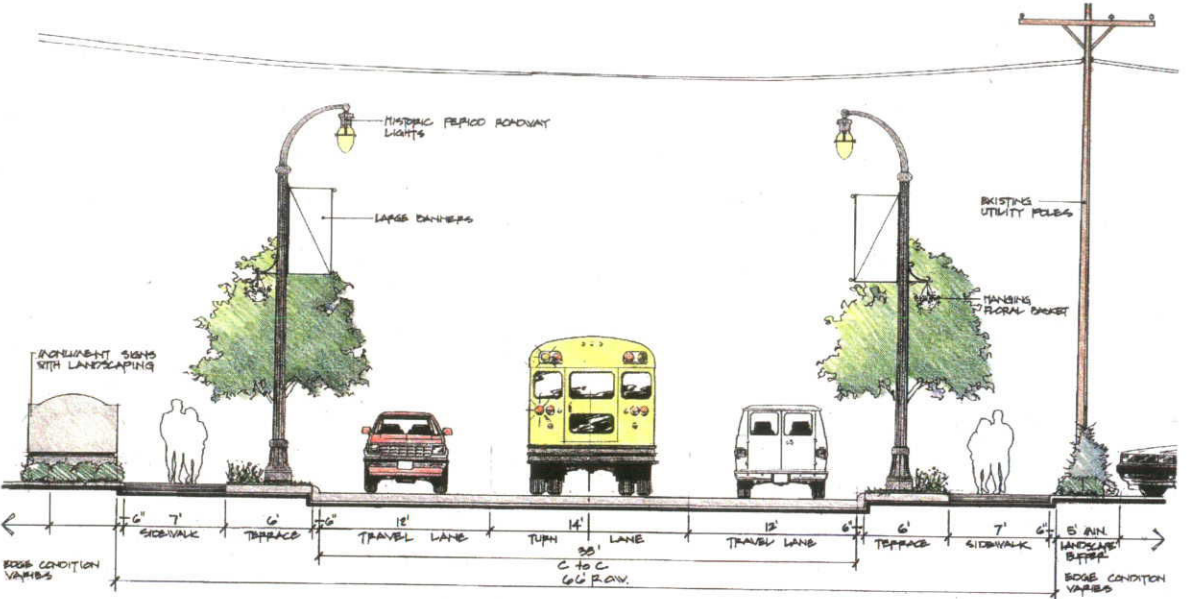 HISTORIC PERIOD ROADWAY
LIGHTS
LARGE BANNERS
EXISTING
UTILITY POLES
HANGING
FLORAL BASKET
MONUMENT SIGNS
WITH LANDSCAPING
6" 7' 6' 6" 12' 14' 12' 6" 6' 7' 6" 5' MIN.
SIDEWALK TERRACE TRAVEL LANE TURN LANE TRAVEL LANE TERRACE SIDEWALK LANDSCAPE
BUFFER
38'
C to C
66' R.O.W.
EDGE CONDITION
VARIES
EDGE CONDITION
VARIES